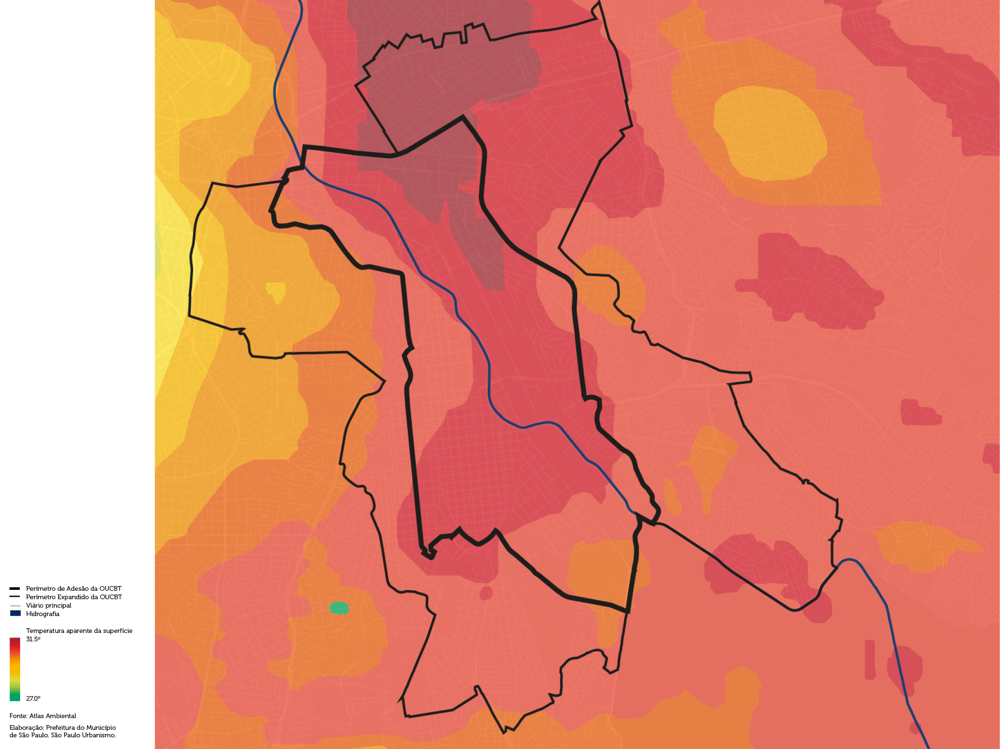 Perímetro de Adesão da OUCBT
Perímetro Expandido da OUCBT
Viário principal
Hidrografia
Temperatura aparente da superfície
31.5º
27.0º
Fonte: Atlas Ambiental
Elaboração: Prefeitura do Município
de São Paulo. São Paulo Urbanismo.